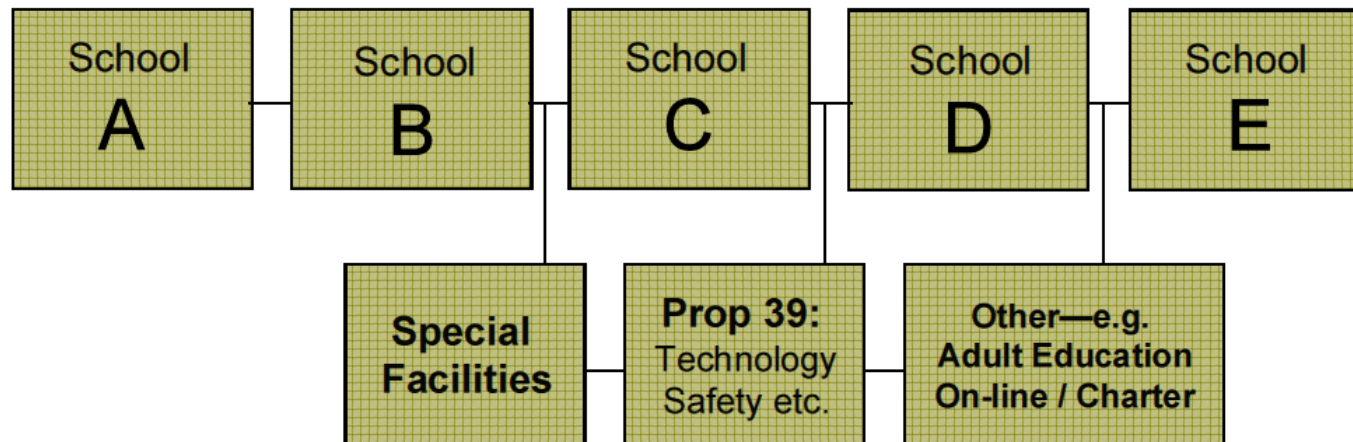 School
A
School
B
School
C
School
D
School
E
Special
Facilities
Prop 39:
Technology
Safety etc.
Other—e.g.
Adult Education
On-line / Charter